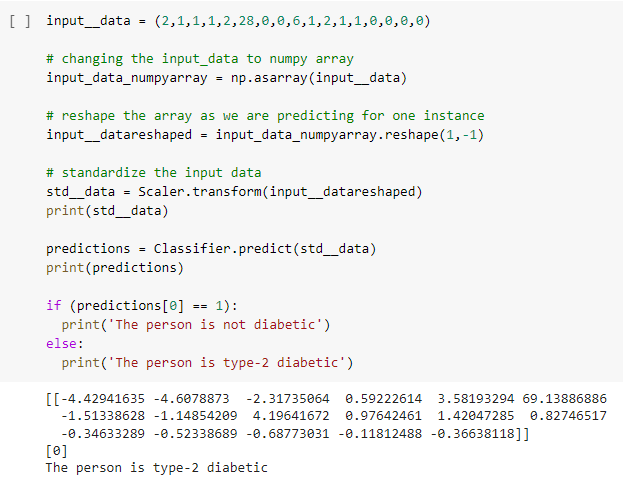 [ ] input__data = (2,1,1,1,2,28,0,0,6,1,2,1,1,0,0,0,0)
# changing the input_data to numpy array
input_data_numpyarray = np.asarray(input__data)
# reshape the array as we are predicting for one instance
input__datareshaped = input_data_numpyarray.reshape(1,-1)
# standardize the input data
std__data = Scaler.transform(input__datareshaped)
print(std__data)
predictions = Classifier.predict(std__data)
print(predictions)
if (predictions[0] == 1):
  print('The person is not diabetic')
else:
  print('The person is type-2 diabetic')
[[-4.42941635 -4.6078873  -2.31735064  0.59222614  3.58193294 69.13886886
  -1.51338628 -1.14854209  4.19641672  0.97642461  1.42047285  0.82746517
  -0.34633289 -0.52338689 -0.68773031 -0.11812488 -0.36638118]]
[0]
The person is type-2 diabetic